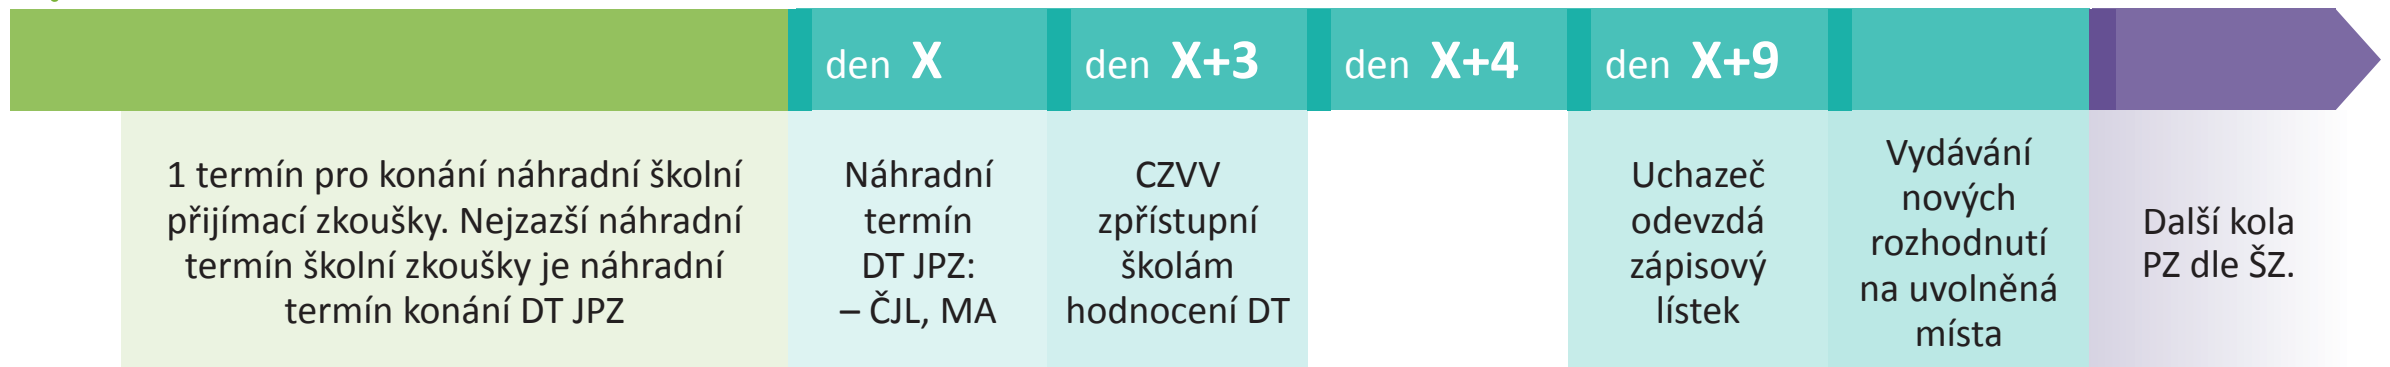 den X
den X+3
den X+4
den X+9
1 termín pro konání náhradní školní
přijímací zkoušky. Nejzazší náhradní
termín školní zkoušky je náhradní
termín konání DT JPZ
Náhradní
termín
DT JPZ:
– ČJL, MA
CZVV
zpřístupní
školám
hodnocení DT
Uchazeč
odevzdá
zápisový
lístek
Vydávání
nových
rozhodnutí
na uvolněná
místa
Další kola
PZ dle ŠZ.